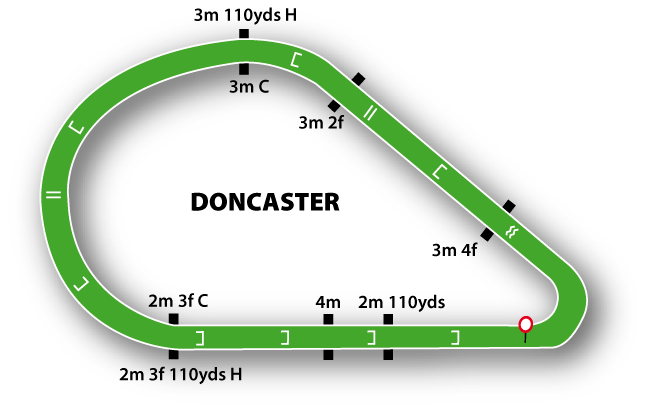 3m 110yds H
3m C
3m 2f
DONCASTER
3m 4f
2m 3f C
4m
2m 110yds
2m 3f 110yds H